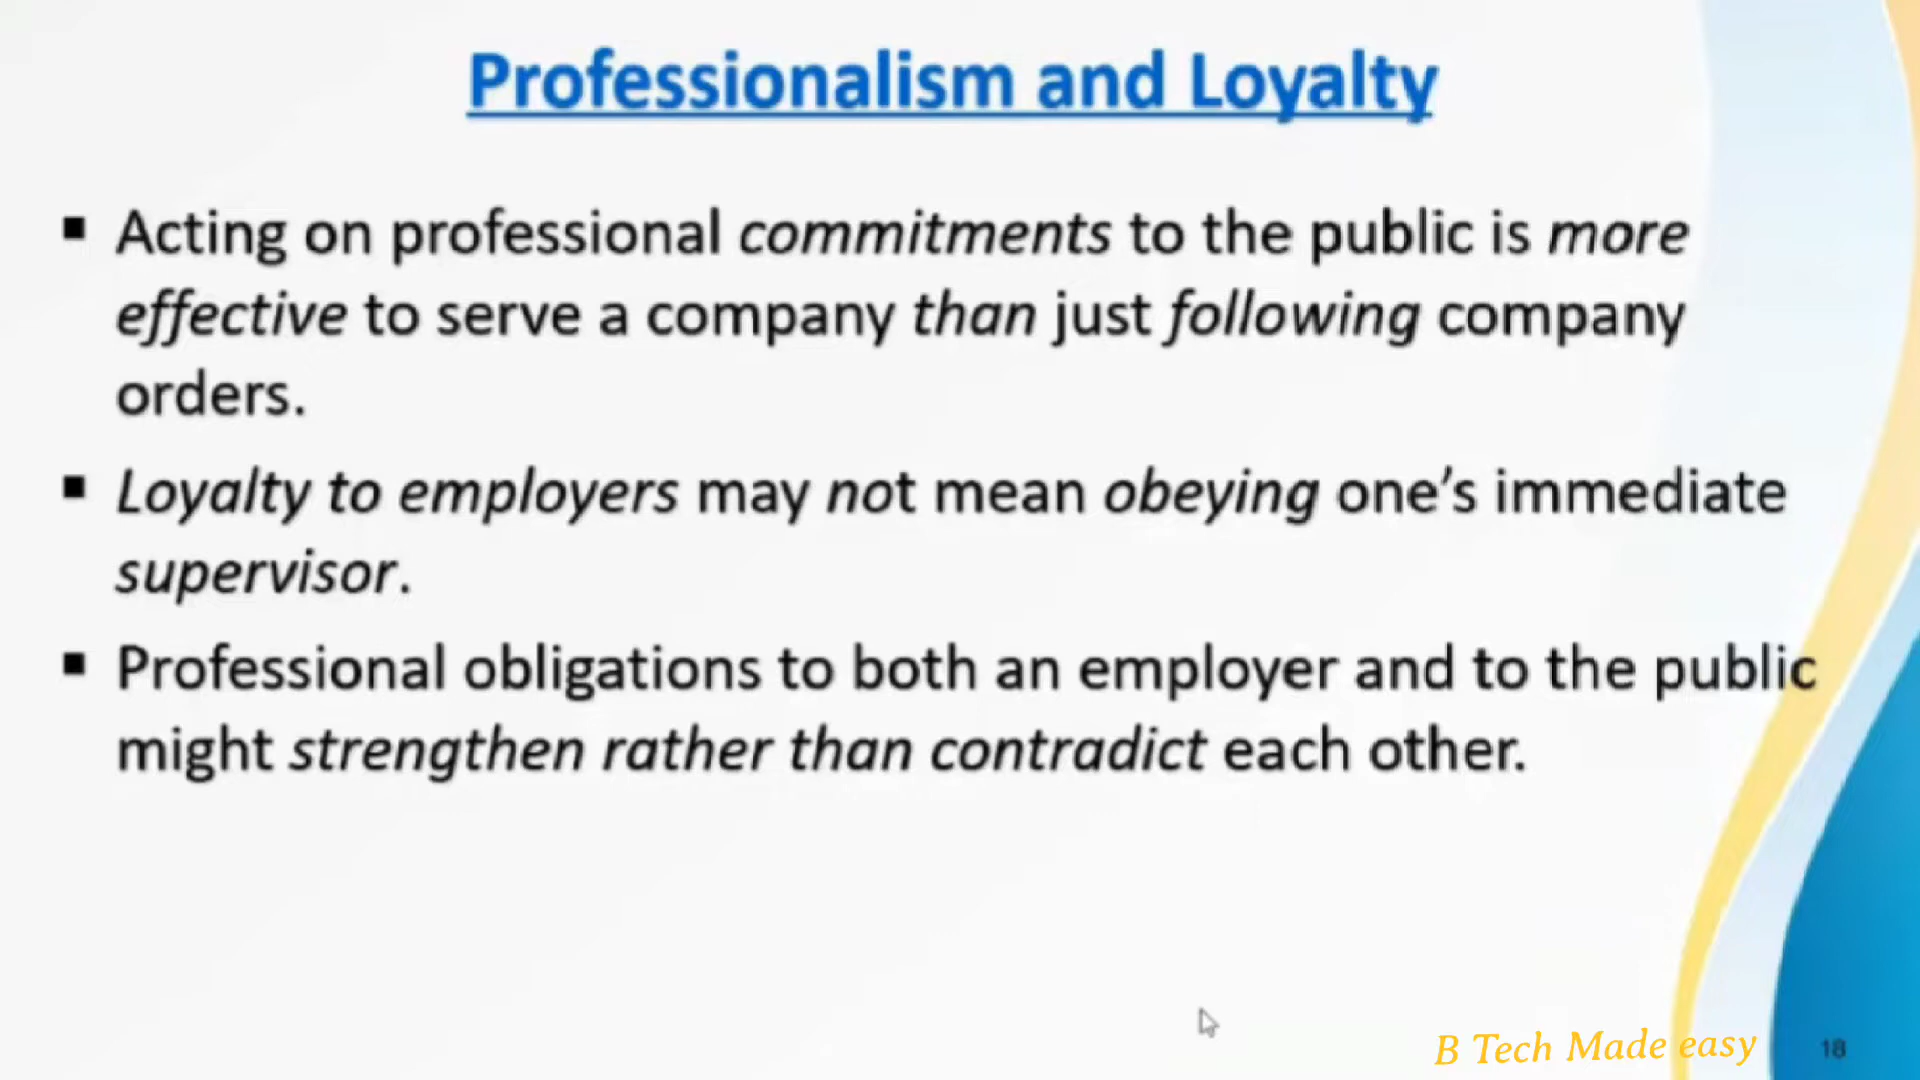 Professionalism and Loyalty
▪ Acting on professional commitments to the public is more
effective to serve a company than just following company
orders.
▪ Loyalty to employers may not mean obeying one’s immediate
supervisor.
▪ Professional obligations to both an employer and to the public
might strengthen rather than contradict each other.
B Tech Made easy
18